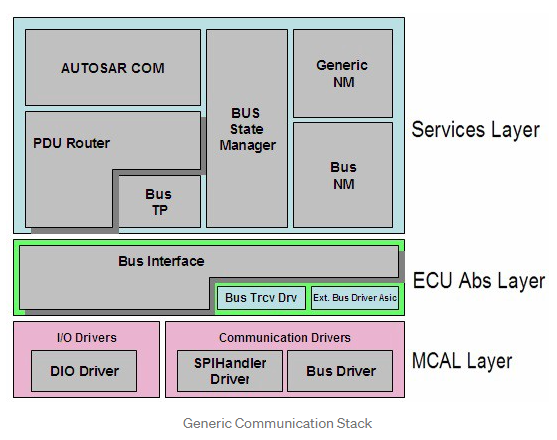 AUTOSAR COM
PDU Router
Bus
TP
BUS
State
Manager
Generic
NM
Bus
NM
Services Layer
Bus Interface
Bus Trcv Drv
Ext. Bus Driver Asic
ECU Abs Layer
I/O Drivers
DIO Driver
Communication Drivers
SPIHandler
Driver
Bus Driver
MCAL Layer
Generic Communication Stack